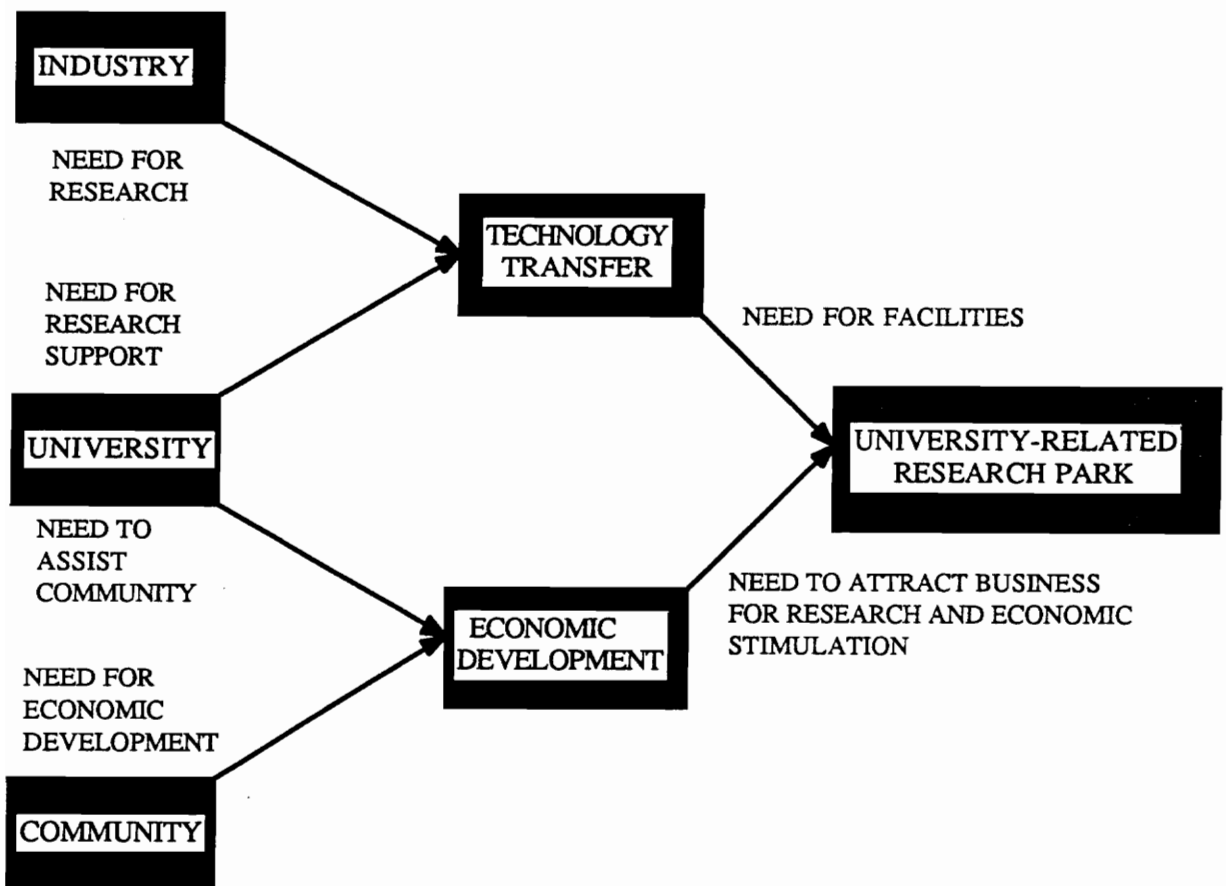 INDUSTRY
NEED FOR
RESEARCH
NEED FOR
RESEARCH
SUPPORT
UNIVERSITY
NEED TO
ASSIST
COMMUNITY
NEED FOR
ECONOMIC
DEVELOPMENT
COMMUNITY
TECHNOLOGY
TRANSFER
ECONOMIC
DEVELOPMENT
NEED FOR FACILITIES
UNIVERSITY-RELATED
RESEARCH PARK
NEED TO ATTRACT BUSINESS
FOR RESEARCH AND ECONOMIC
STIMULATION